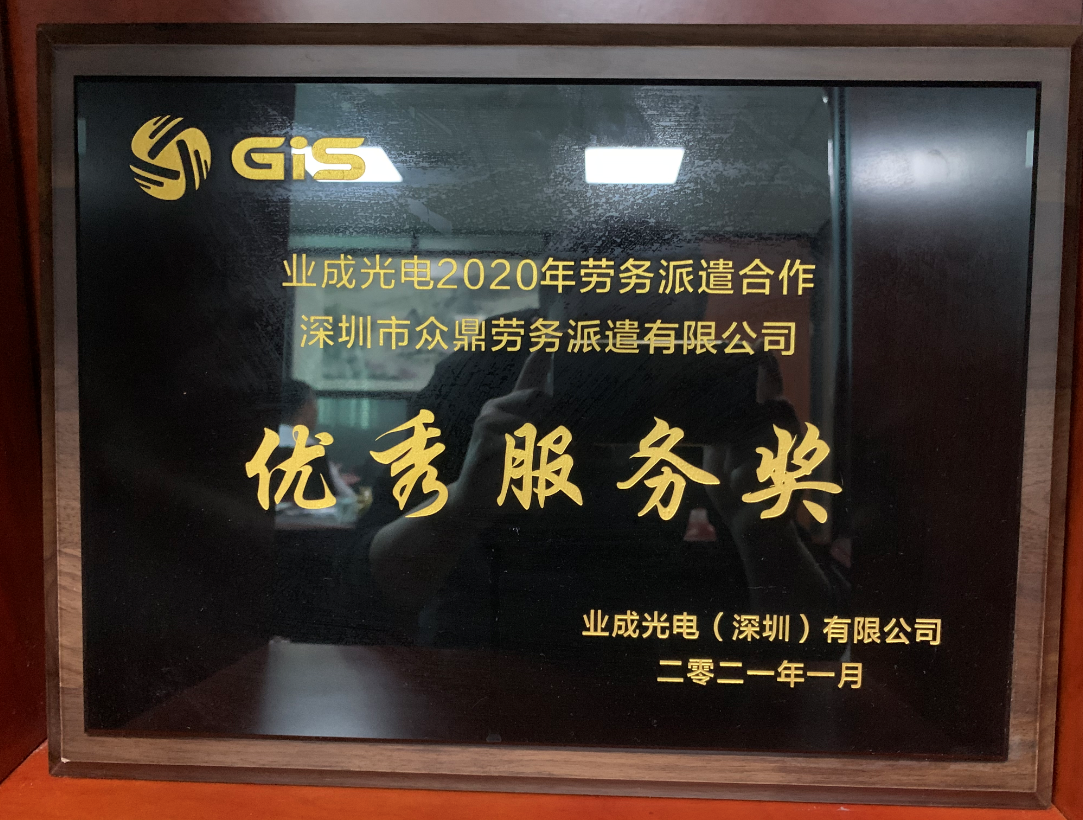 GiS
业成光电2020年劳务派遣合作
深圳市众鼎劳务派遣有限公司
优秀服务奖
业成光电（深圳）有限公司
二零二一年一月